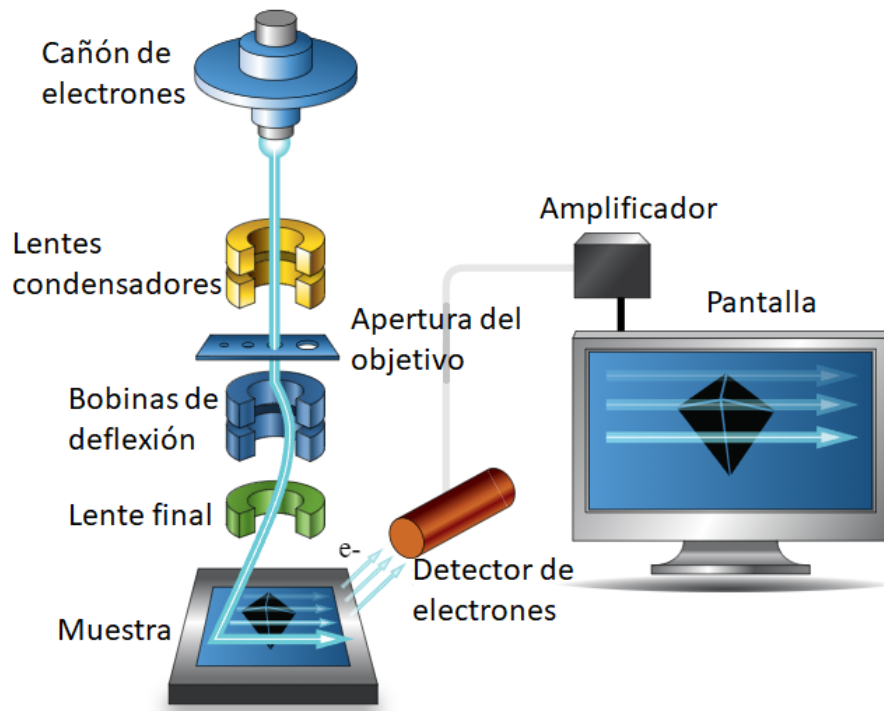 Cañón de
electrones
Lentes
condensadores
Amplificador
Pantalla
Apertura del
objetivo
Bobinas de
deflexión
Lente final
e-
Detector de
electrones
Muestra